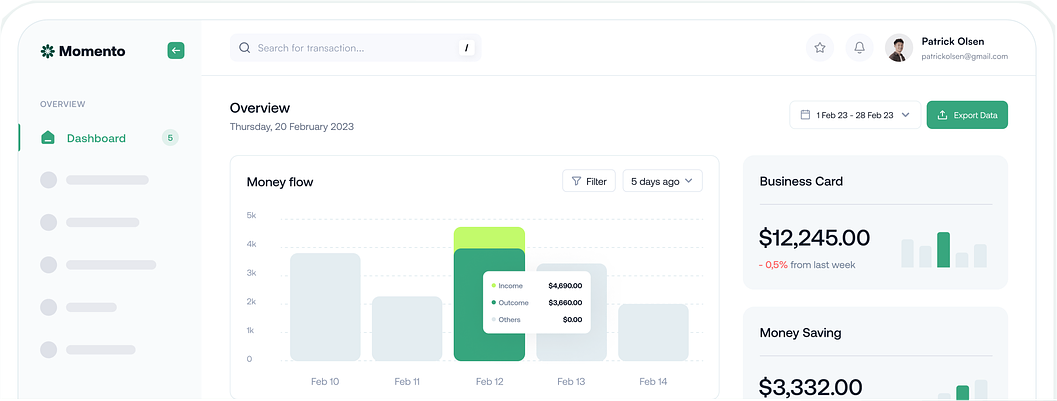 Momento
Search for transaction...
/
Patrick Olsen
patrickolsen@gmail.com
OVERVIEW
Dashboard
5
Overview
Thursday, 20 February 2023
1 Feb 23 - 28 Feb 23
Export Data
Money flow
Filter
5 days ago
5k
4k
3k
2k
1k
0
Income $4,690.00
Outcome $3,660.00
Others $0.00
Feb 10
Feb 11
Feb 12
Feb 13
Feb 14
Business Card
$12,245.00
- 0,5% from last week
Money Saving
$3,332.00